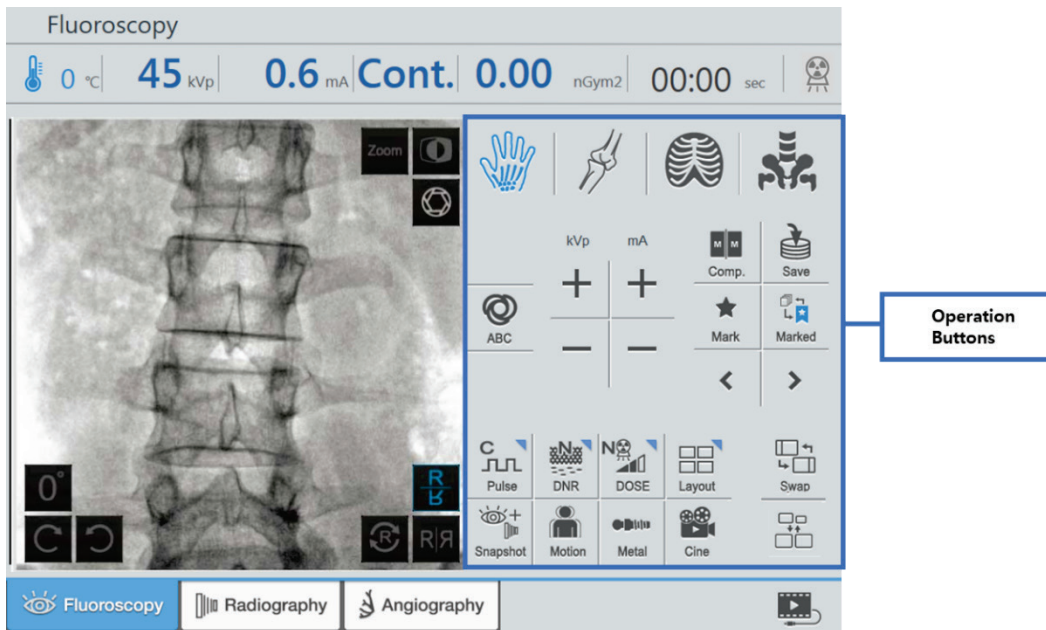 Fluoroscopy
0 ℃ 45 kVp 0.6 mA Cont. 0.00 nGym2 00:00 sec
Zoom
kVp mA
M M
Comp. Save
ABC
Mark Marked
C N N
Pulse DNR DOSE Layout Swap
0°
R
R
R R|R
Snapshot Motion Metal Cine
Fluoroscopy Radiography Angiography
Operation
Buttons